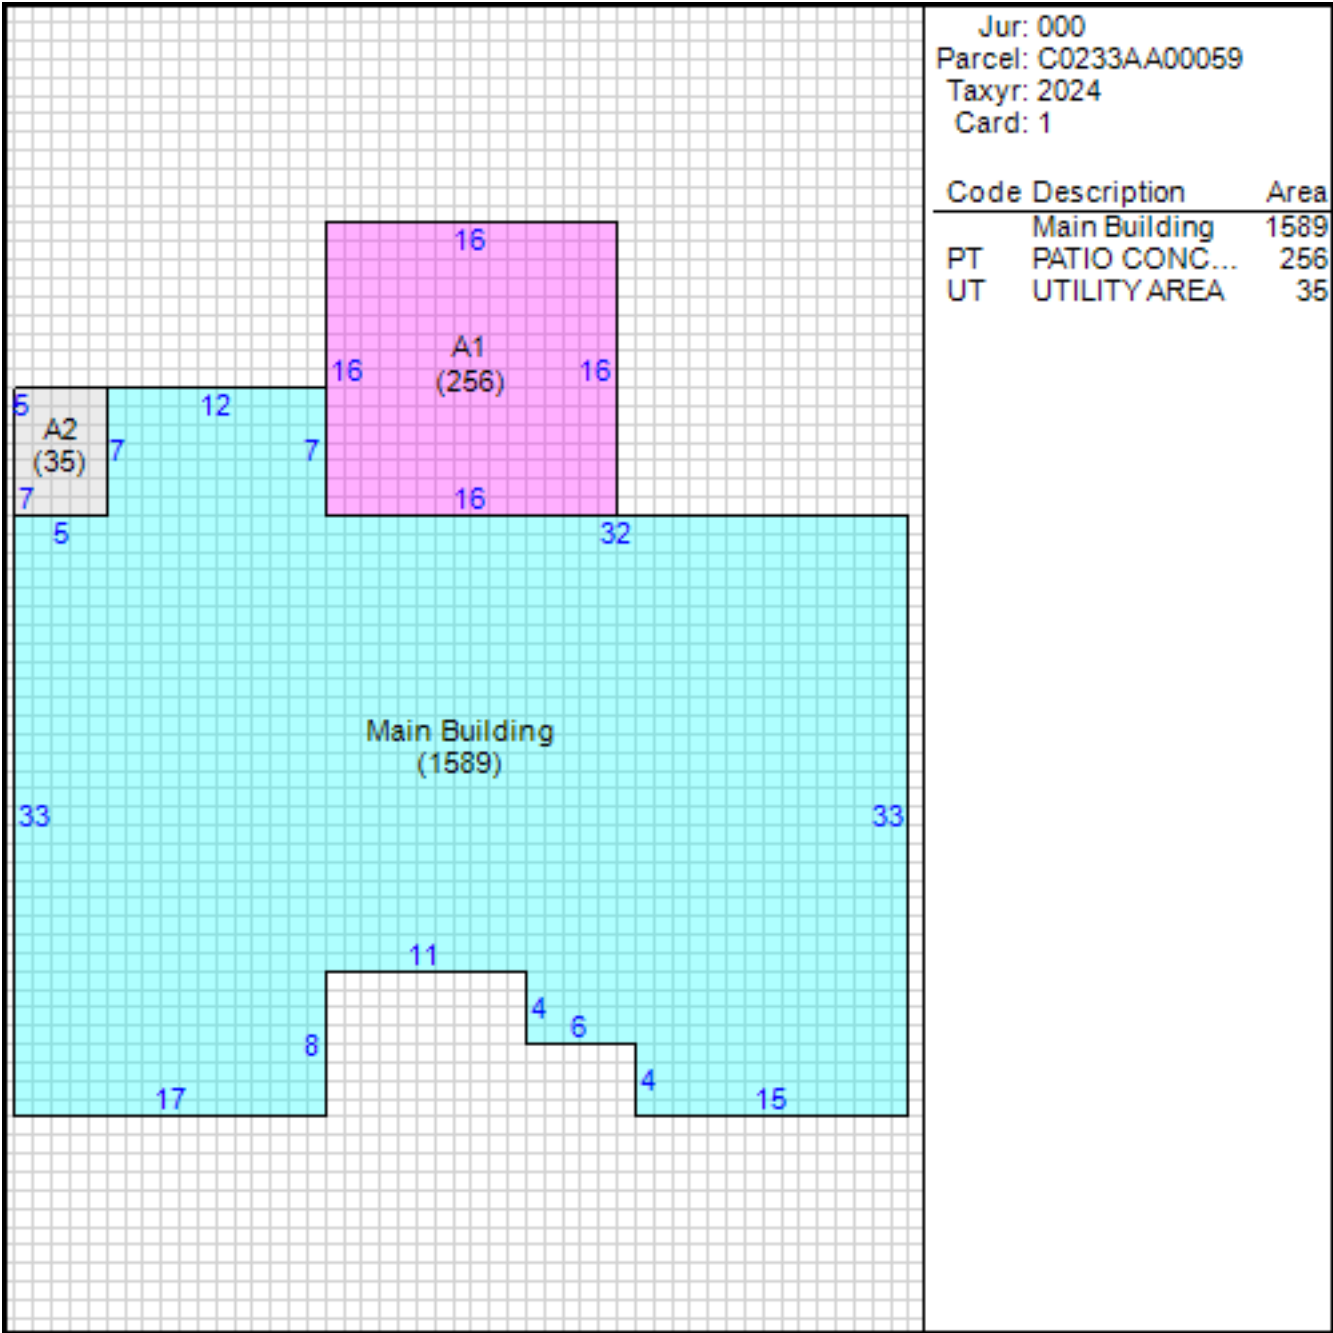 Jur: 000
Parcel: C0233AA00059
Taxyr: 2024
Card: 1
Code Description Area
Main Building 1589
PT PATIO CONC... 256
UT UTILITY AREA 35
16
A1
16 16
(256)
5 12
A2
7 7
(35)
7 16
5 32
Main Building
(1589)
33 33
11
4
6
8
4
17 15